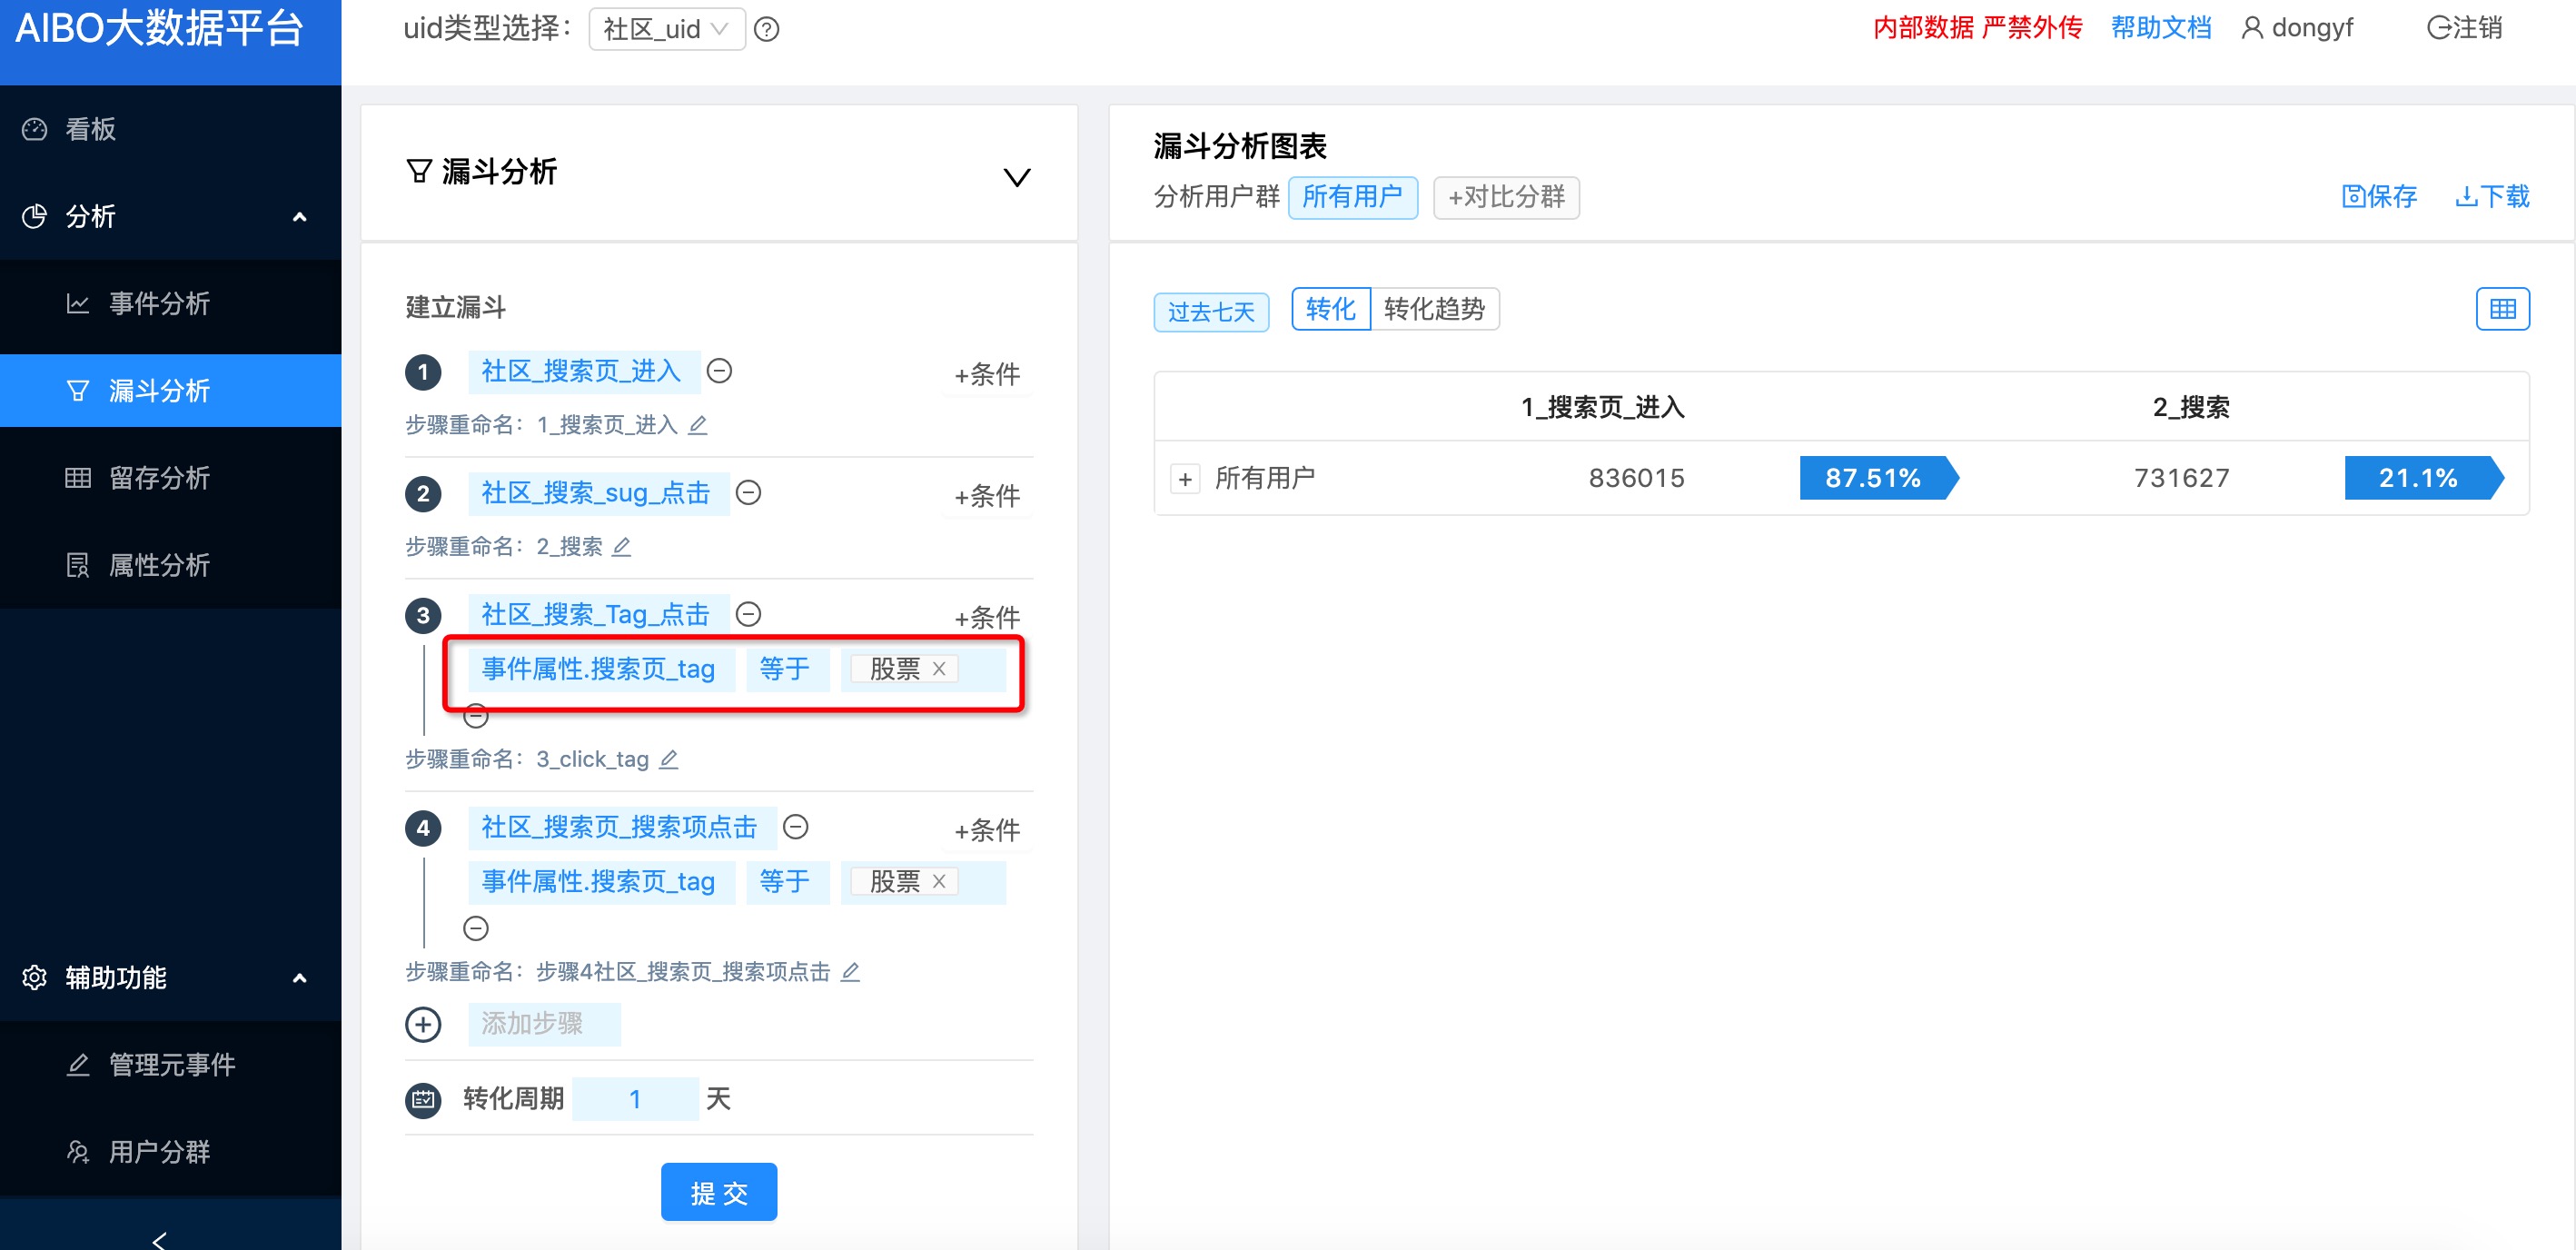 AIBO大数据平台
uid类型选择：
社区_uid
内部数据 严禁外传
帮助文档
dongyf
注销
看板
分析
事件分析
漏斗分析
留存分析
属性分析
辅助功能
管理元事件
用户分群
漏斗分析
建立漏斗
1 社区_搜索页_进入 +条件
步骤重命名：1_搜索页_进入
2 社区_搜索_sug_点击 +条件
步骤重命名：2_搜索
3 社区_搜索_Tag_点击 +条件
事件属性.搜索页_tag 等于 股票 ×
步骤重命名：3_click_tag
4 社区_搜索页_搜索项点击 +条件
事件属性.搜索页_tag 等于 股票 ×
步骤重命名：步骤4社区_搜索页_搜索项点击
添加步骤
转化周期 1 天
提 交
漏斗分析图表
分析用户群 所有用户 +对比分群
保存 下载
过去七天 转化 转化趋势
1_搜索页_进入 2_搜索
+ 所有用户 836015 87.51% 731627 21.1%